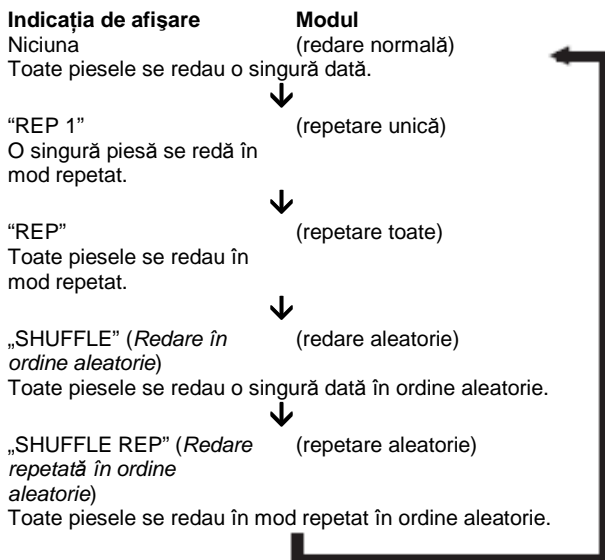 Indicația de afişare Modul
Niciuna (redare normală)
Toate piesele se redau o singură dată.
“REP 1” (repetare unică)
O singură piesă se redă în
mod repetat.
“REP” (repetare toate)
Toate piesele se redau în
mod repetat.
„SHUFFLE” (Redare în (redare aleatorie)
ordine aleatorie)
Toate piesele se redau o singură dată în ordine aleatorie.
„SHUFFLE REP” (Redare (repetare aleatorie)
repetată în ordine
aleatorie)
Toate piesele se redau în mod repetat în ordine aleatorie.